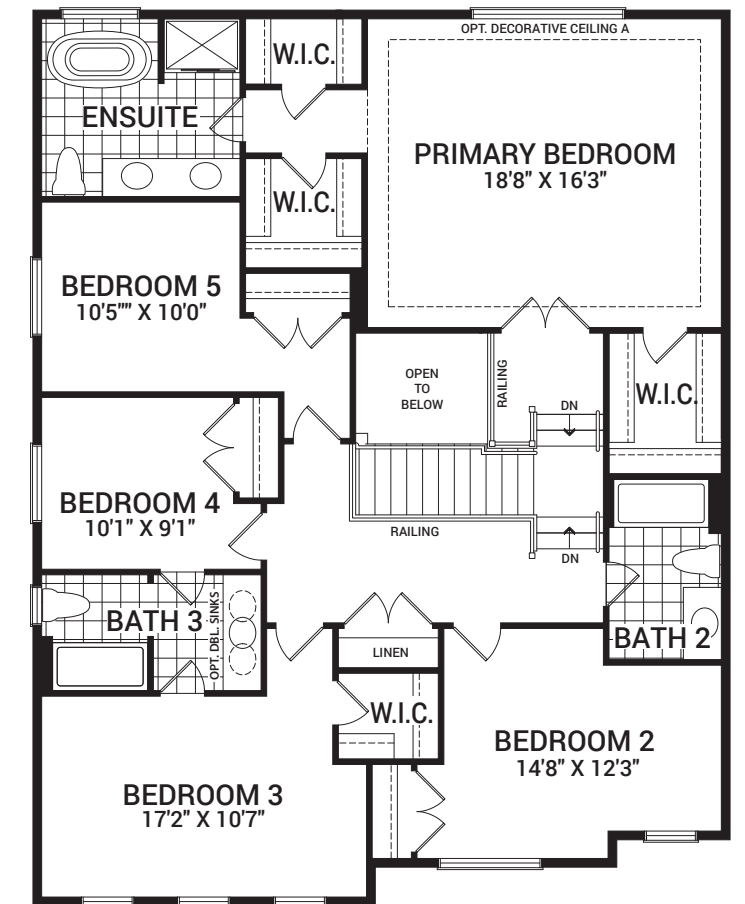 OPT. DECORATIVE CEILING A
W.I.C.
ENSUITE
PRIMARY BEDROOM
18'8" X 16'3"
W.I.C.
BEDROOM 5
10'5"" X 10'0"
OPEN
TO
BELOW
RAILING
W.I.C.
DN
BEDROOM 4
10'1" X 9'1"
RAILING
DN
BATH 3
OPT. DBL. SINKS
BATH 2
LINEN
W.I.C.
BEDROOM 2
14'8" X 12'3"
BEDROOM 3
17'2" X 10'7"